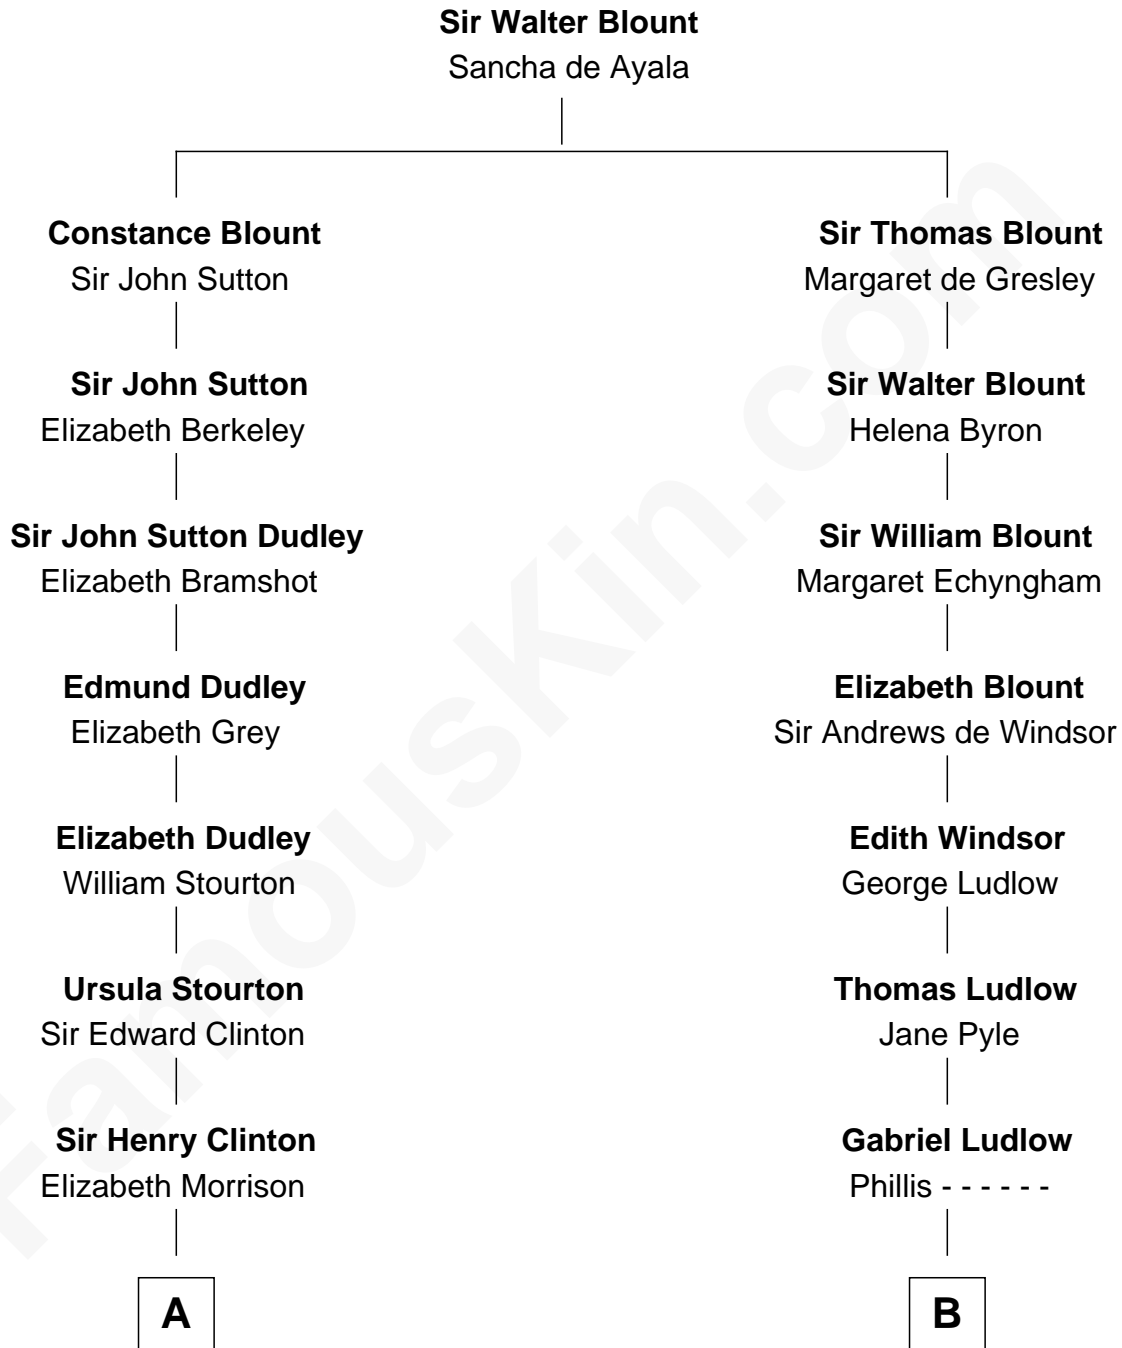 Sir Walter Blount
Sancha de Ayala
Constance Blount
Sir John Sutton
Sir Thomas Blount
Margaret de Gresley
Sir John Sutton
Elizabeth Berkeley
Sir Walter Blount
Helena Byron
Sir John Sutton Dudley
Elizabeth Bramshot
Sir William Blount
Margaret Echyngham
Edmund Dudley
Elizabeth Grey
Elizabeth Blount
Sir Andrews de Windsor
Elizabeth Dudley
William Stourton
Edith Windsor
George Ludlow
Ursula Stourton
Sir Edward Clinton
Thomas Ludlow
Jane Pyle
Sir Henry Clinton
Elizabeth Morrison
Gabriel Ludlow
Phillis - - - - - -
A
B
FamousKin.com